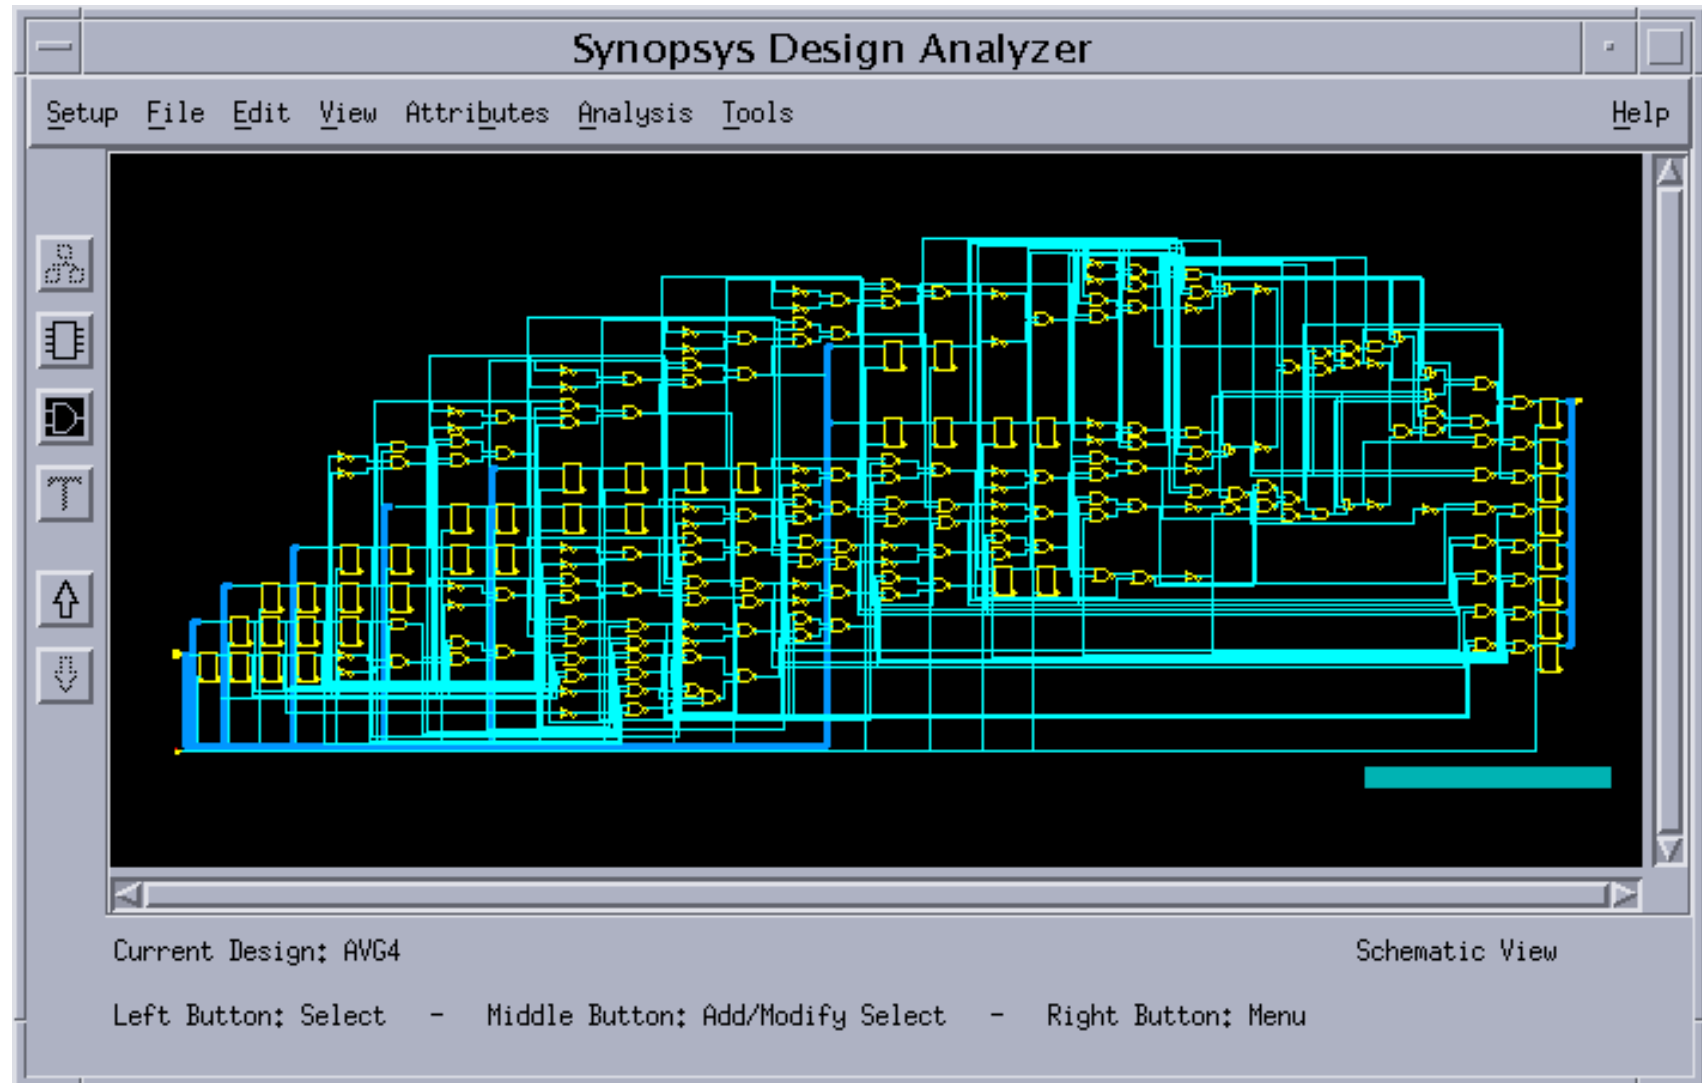 Synopsys Design Analyzer
Setup File Edit View Attributes Analysis Tools Help
Current Design: AVG4 Schematic View
Left Button: Select - Middle Button: Add/Modify Select - Right Button: Menu